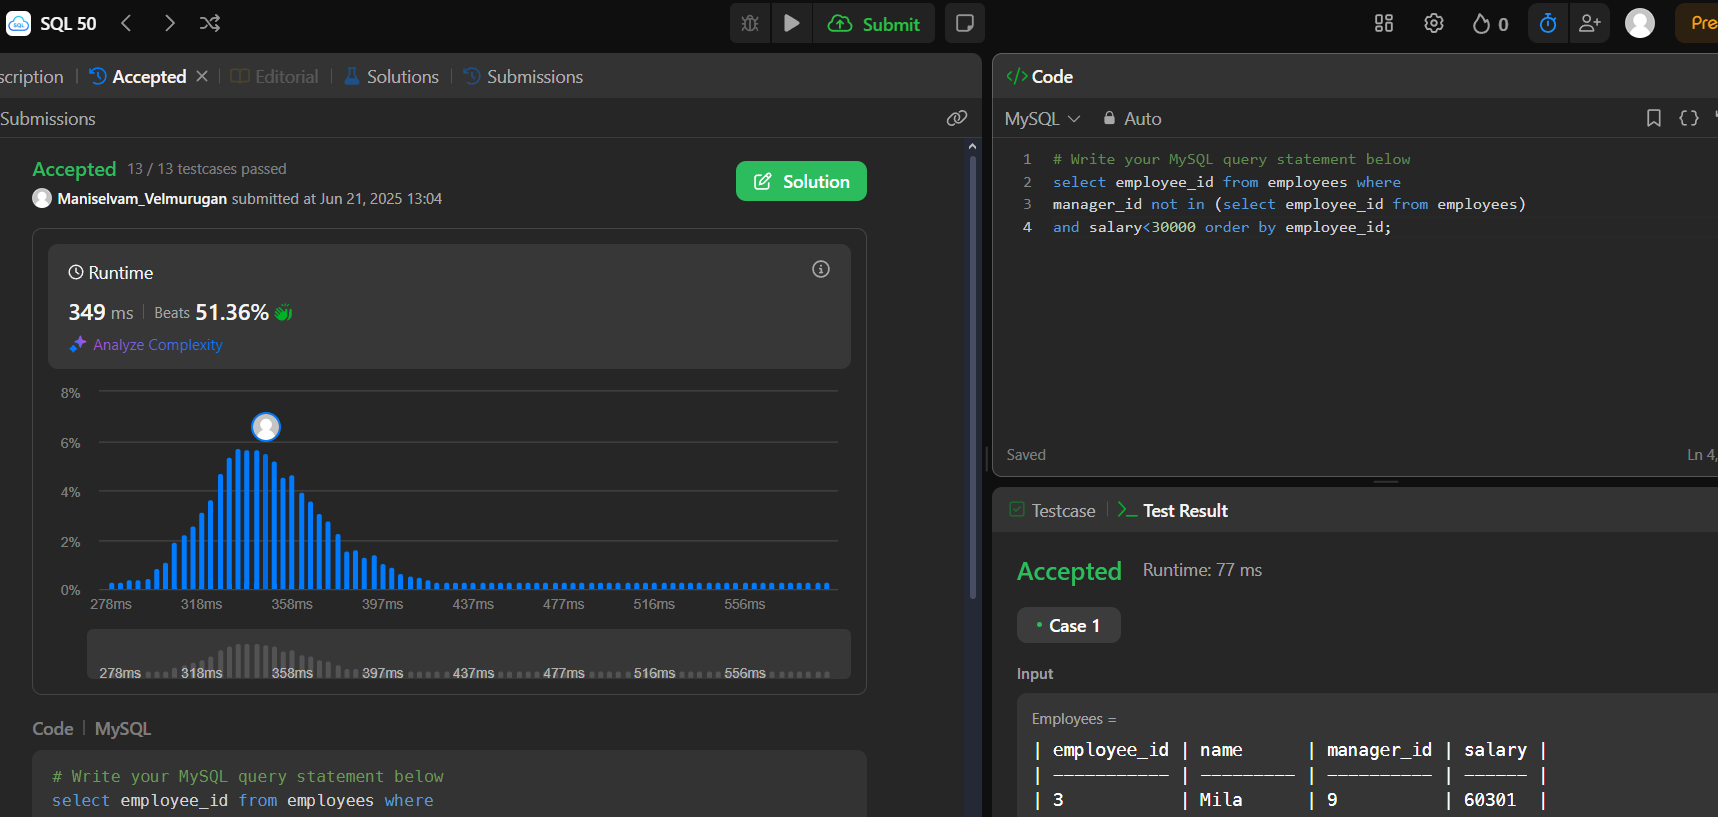 SQL 50
Submit
0
Pre
scription
Accepted
Editorial
Solutions
Submissions
Submissions
Accepted 13 / 13 testcases passed
Maniselvam_Velmurugan submitted at Jun 21, 2025 13:04
Solution
Runtime
349 ms Beats 51.36%
Analyze Complexity
8%
6%
4%
2%
0%
278ms 318ms 358ms 397ms 437ms 477ms 516ms 556ms
278ms 318ms 358ms 397ms 437ms 477ms 516ms 556ms
Code MySQL
# Write your MySQL query statement below
select employee_id from employees where
</> Code
MySQL Auto
{}
1 # Write your MySQL query statement below
2 select employee_id from employees where
3 manager_id not in (select employee_id from employees)
4 and salary<30000 order by employee_id;
Saved
Ln 4,
Testcase
Test Result
Accepted Runtime: 77 ms
• Case 1
Input
Employees =
| employee_id | name | manager_id | salary |
| ----------- | --------- | ---------- | ------ |
| 3 | Mila | 9 | 60301 |